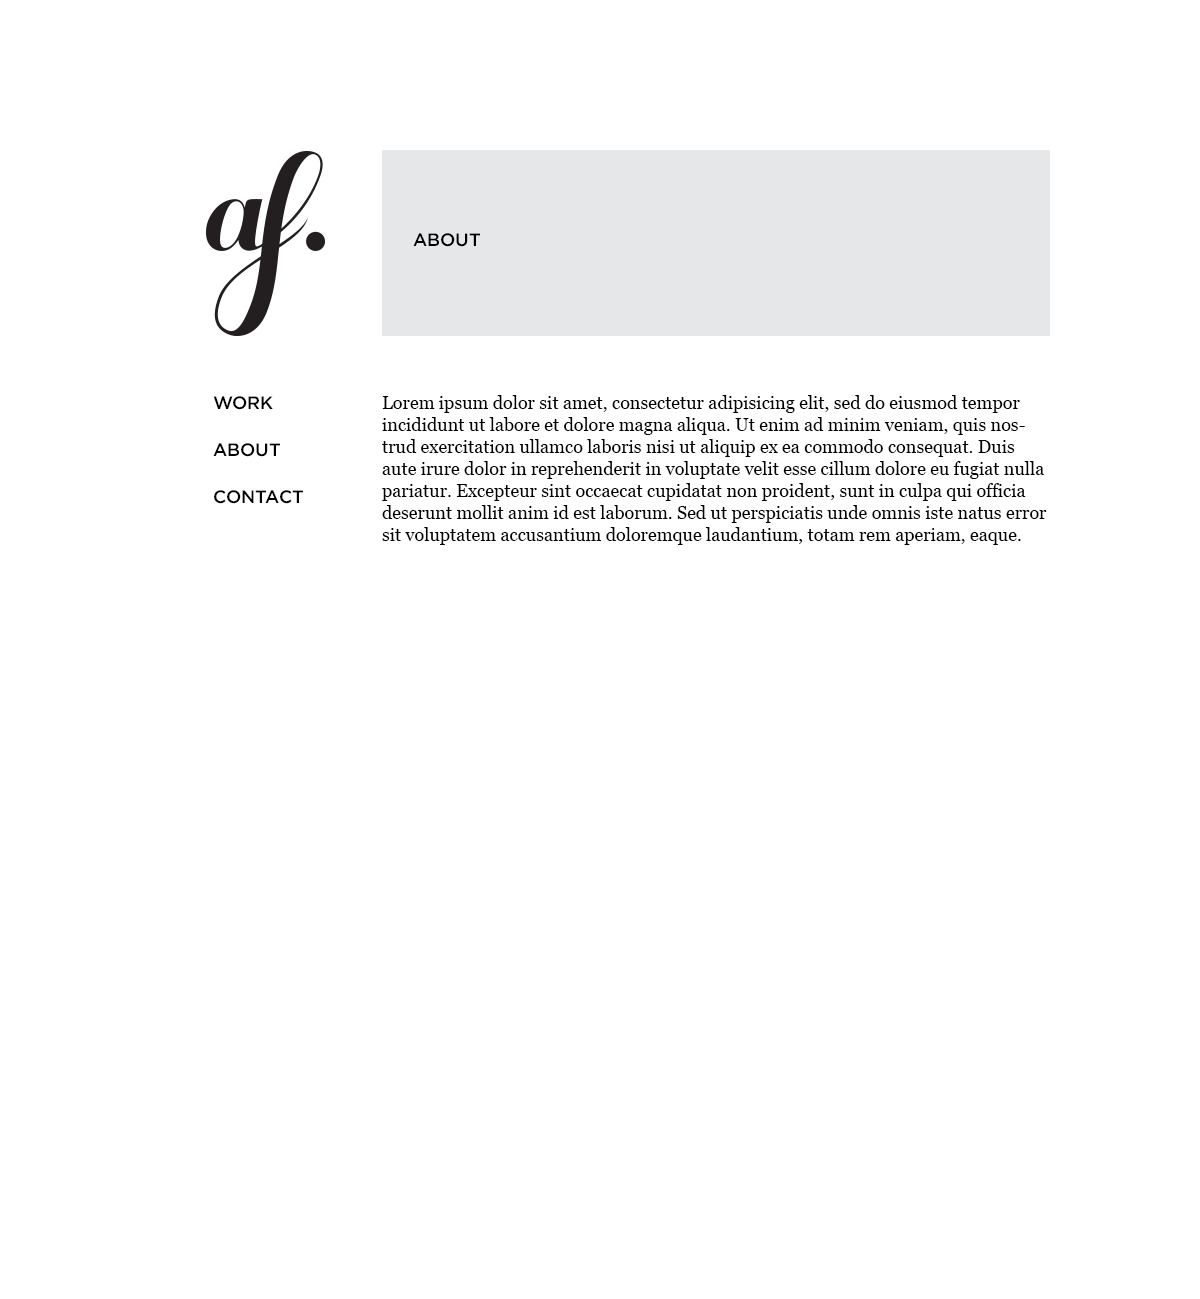 af.
ABOUT
WORK
ABOUT
CONTACT
Lorem ipsum dolor sit amet, consectetur adipisicing elit, sed do eiusmod tempor
incididunt ut labore et dolore magna aliqua. Ut enim ad minim veniam, quis nos-
trud exercitation ullamco laboris nisi ut aliquip ex ea commodo consequat. Duis
aute irure dolor in reprehenderit in voluptate velit esse cillum dolore eu fugiat nulla
pariatur. Excepteur sint occaecat cupidatat non proident, sunt in culpa qui officia
deserunt mollit anim id est laborum. Sed ut perspiciatis unde omnis iste natus error
sit voluptatem accusantium doloremque laudantium, totam rem aperiam, eaque.